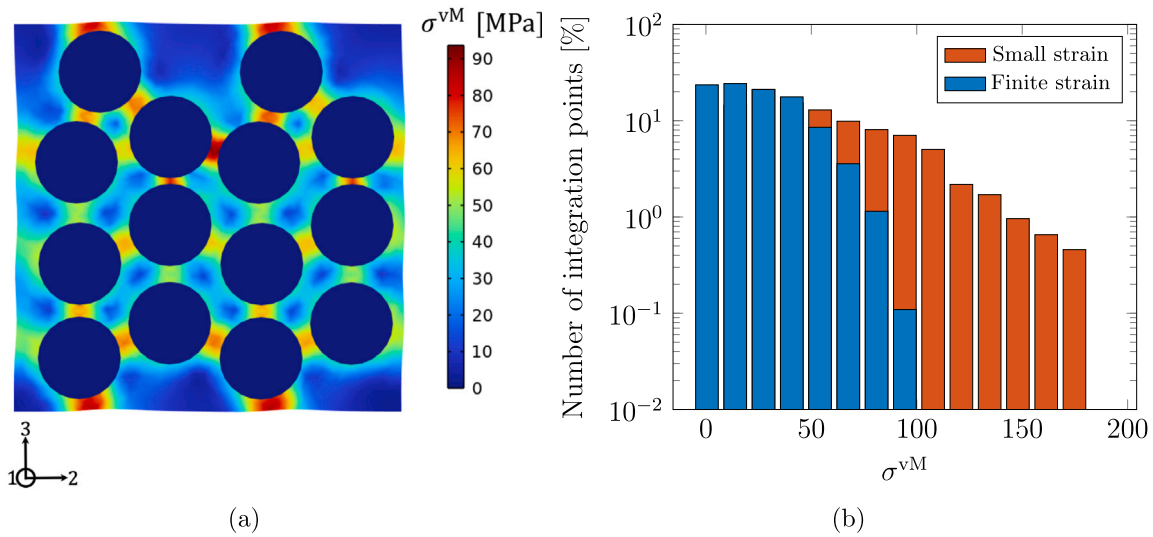 σ^vM [MPa]
90
80
70
60
50
40
30
20
10
0
3
1
2
(a)
Number of integration points [%]
10^2
10^1
10^0
10^−1
10^−2
Small strain
Finite strain
0 50 100 150 200
σ^vM
(b)